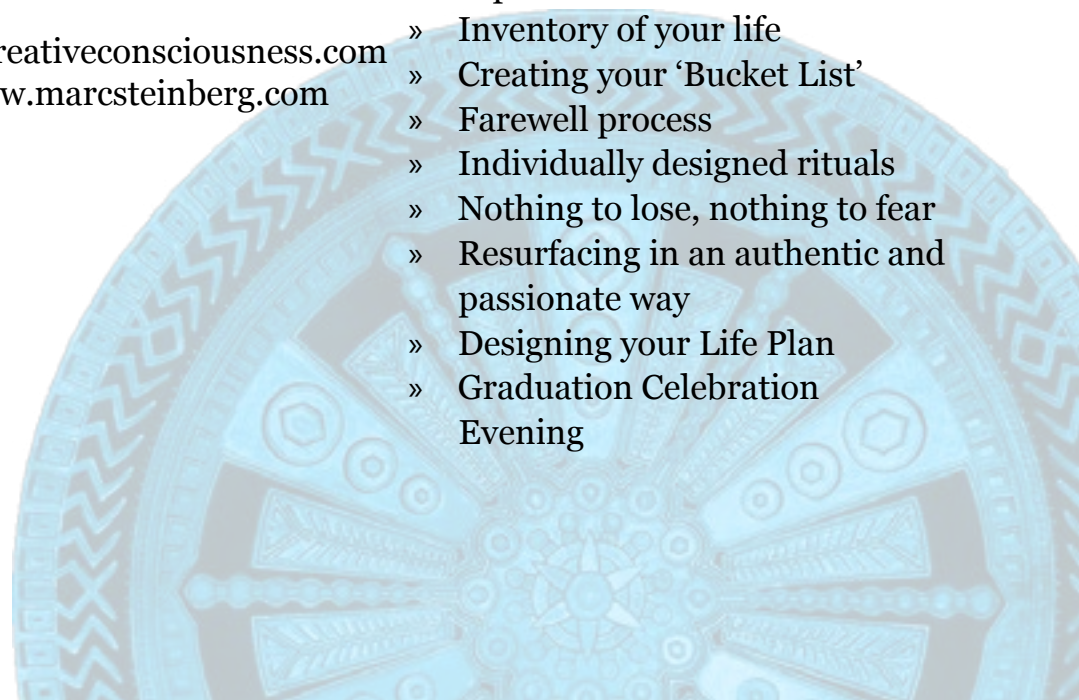 reativeconsciousness.com
w.marcsteinberg.com
» Inventory of your life
» Creating your ‘Bucket List’
» Farewell process
» Individually designed rituals
» Nothing to lose, nothing to fear
» Resurfacing in an authentic and
passionate way
» Designing your Life Plan
» Graduation Celebration
Evening